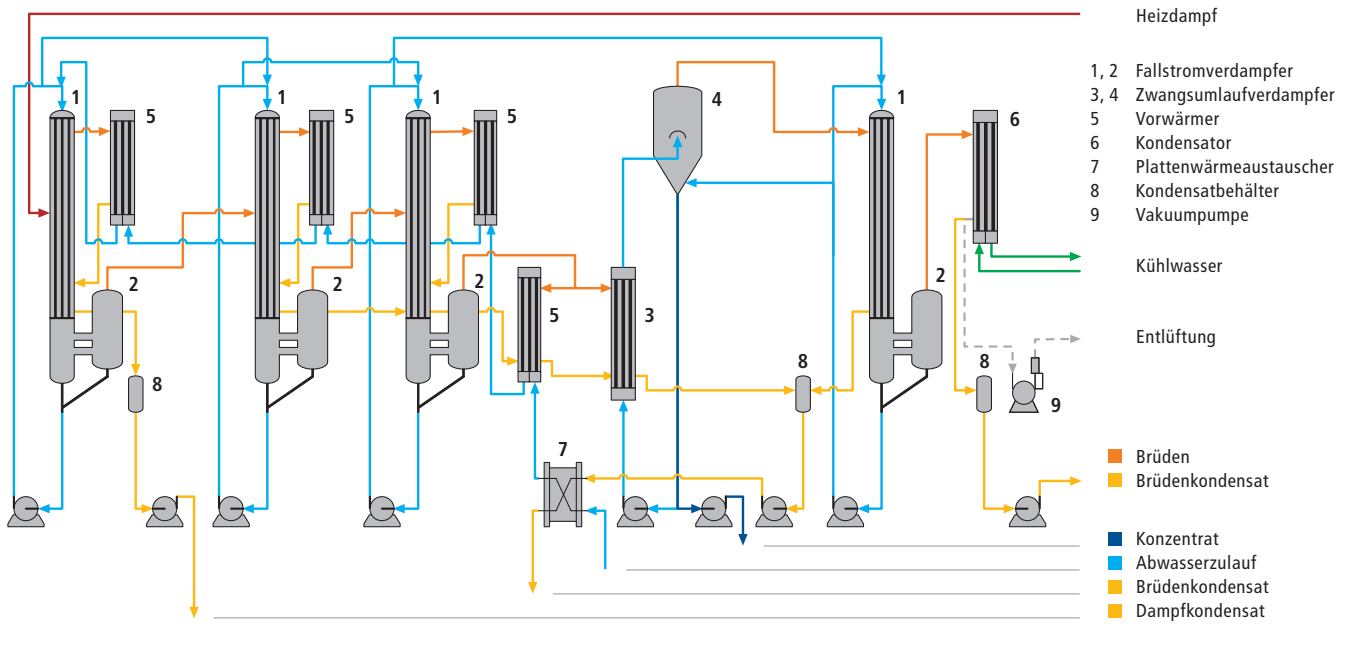 Heizdampf
1, 2 Fallstromverdampfer
3, 4 Zwangsumlaufverdampfer
5 Vorwärmer
6 Kondensator
7 Plattenwärmeaustauscher
8 Kondensatbehälter
9 Vakuumpumpe
Kühlwasser
Entlüftung
Brüden
Brüdenkondensat
Konzentrat
Abwasserzulauf
Brüdenkondensat
Dampfkondensat
1
5
1
5
1
5
4
1
6
2
2
2
5
3
2
8
8
8
9
7